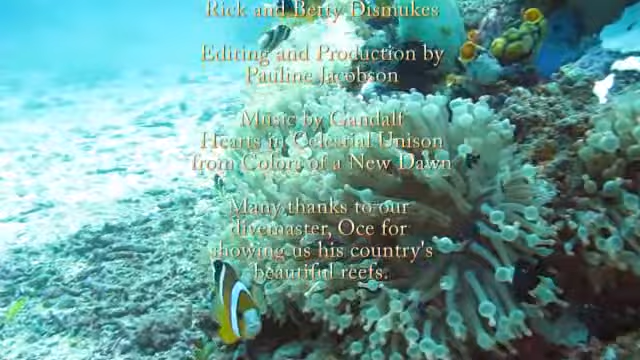 Rick and Betty Dismukes
Editing and Production by
Pauline Jacobson
Music by Gandalf
Hearts in Celestial Unison
from Colors of a New Dawn
Many thanks to our
divemaster, Oce for
showing us his country's
beautiful reefs.